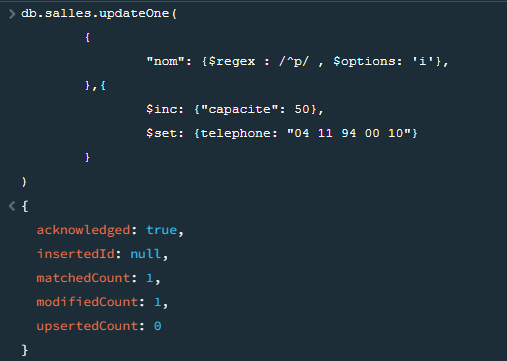 > db.salles.updateOne(
{
"nom": {$regex : /^p/ , $options: 'i'},
},{
$inc: {"capacite": 50},
$set: {telephone: "04 11 94 00 10"}
}
)
< {
acknowledged: true,
insertedId: null,
matchedCount: 1,
modifiedCount: 1,
upsertedCount: 0
}